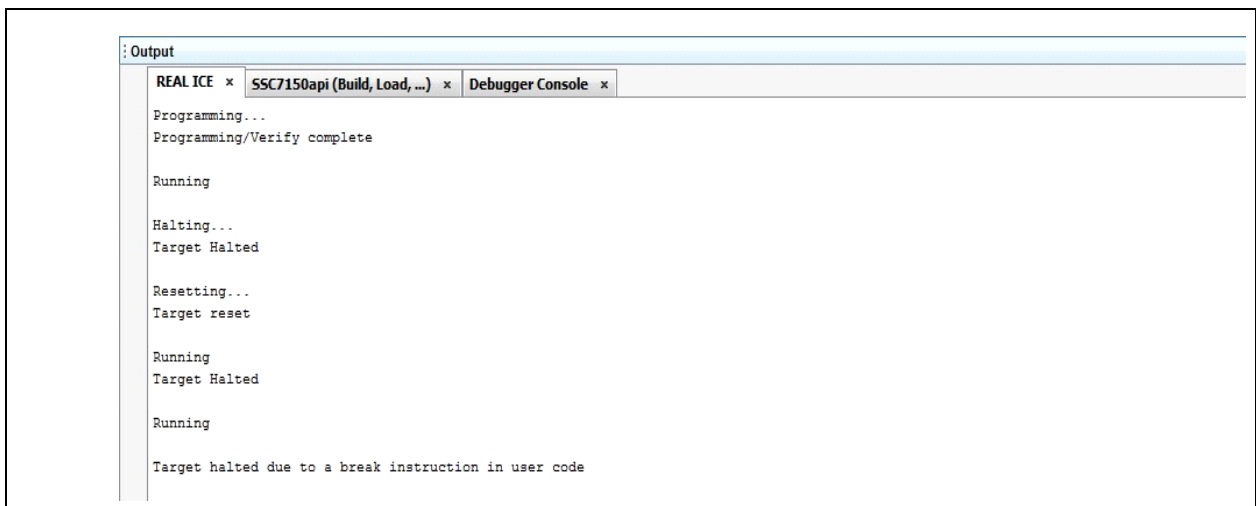 Output
REAL ICE × SSC7150api (Build, Load, ...) × Debugger Console ×
Programming...
Programming/Verify complete
Running
Halting...
Target Halted
Resetting...
Target reset
Running
Target Halted
Running
Target halted due to a break instruction in user code